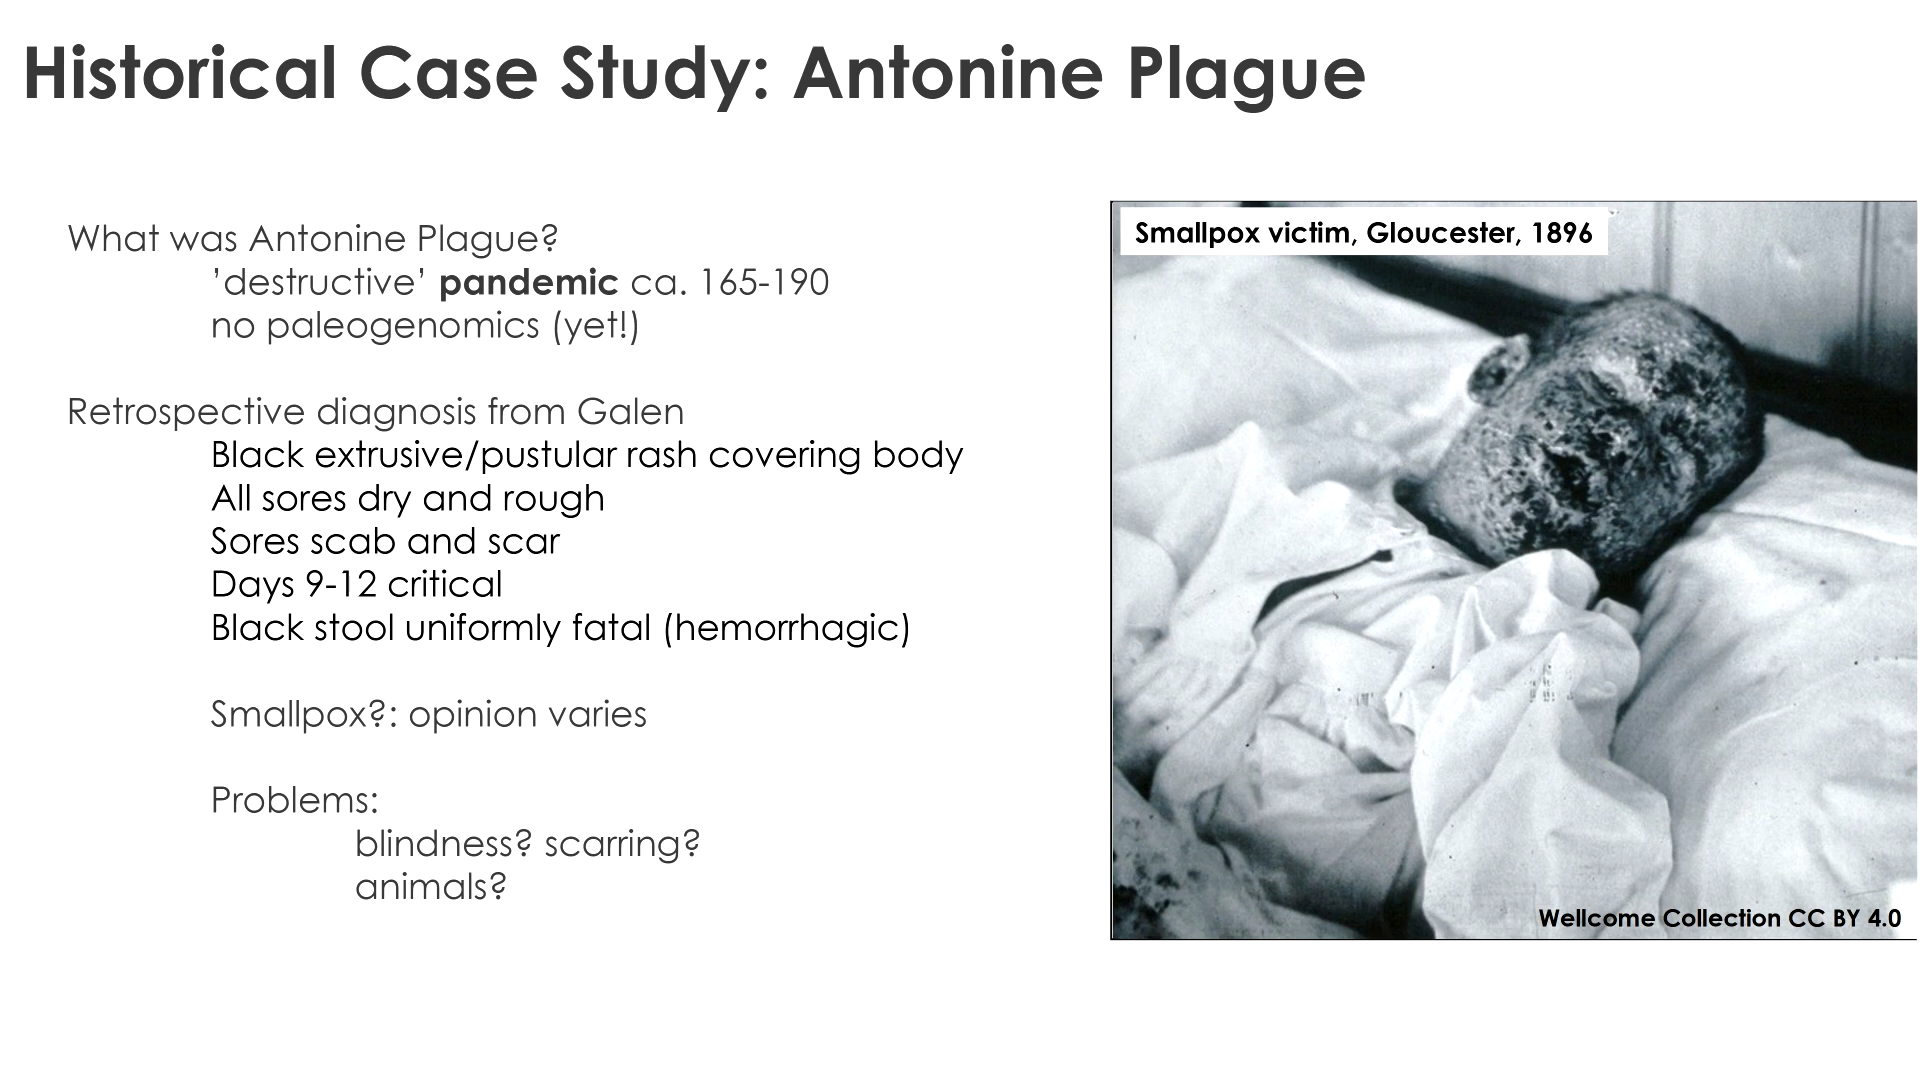 Historical Case Study: Antonine Plague
What was Antonine Plague?
’destructive’ pandemic ca. 165-190
no paleogenomics (yet!)
Retrospective diagnosis from Galen
Black extrusive/pustular rash covering body
All sores dry and rough
Sores scab and scar
Days 9-12 critical
Black stool uniformly fatal (hemorrhagic)
Smallpox?: opinion varies
Problems:
blindness? scarring?
animals?
Smallpox victim, Gloucester, 1896
Wellcome Collection CC BY 4.0